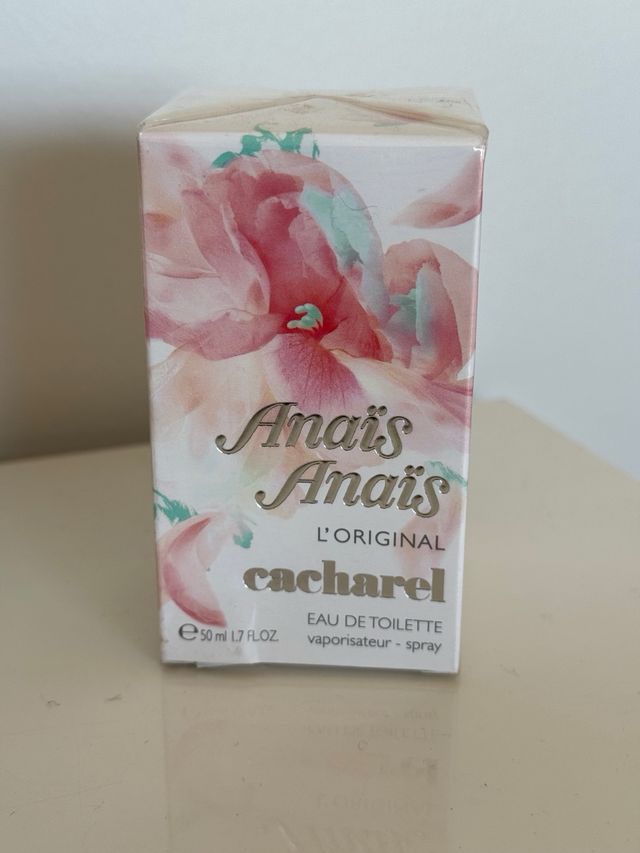 Anaïs
Anaïs
L'ORIGINAL
cacharel
EAU DE TOILETTE
℮ 50 ml 1.7 FL.OZ.
vaporisateur - spray